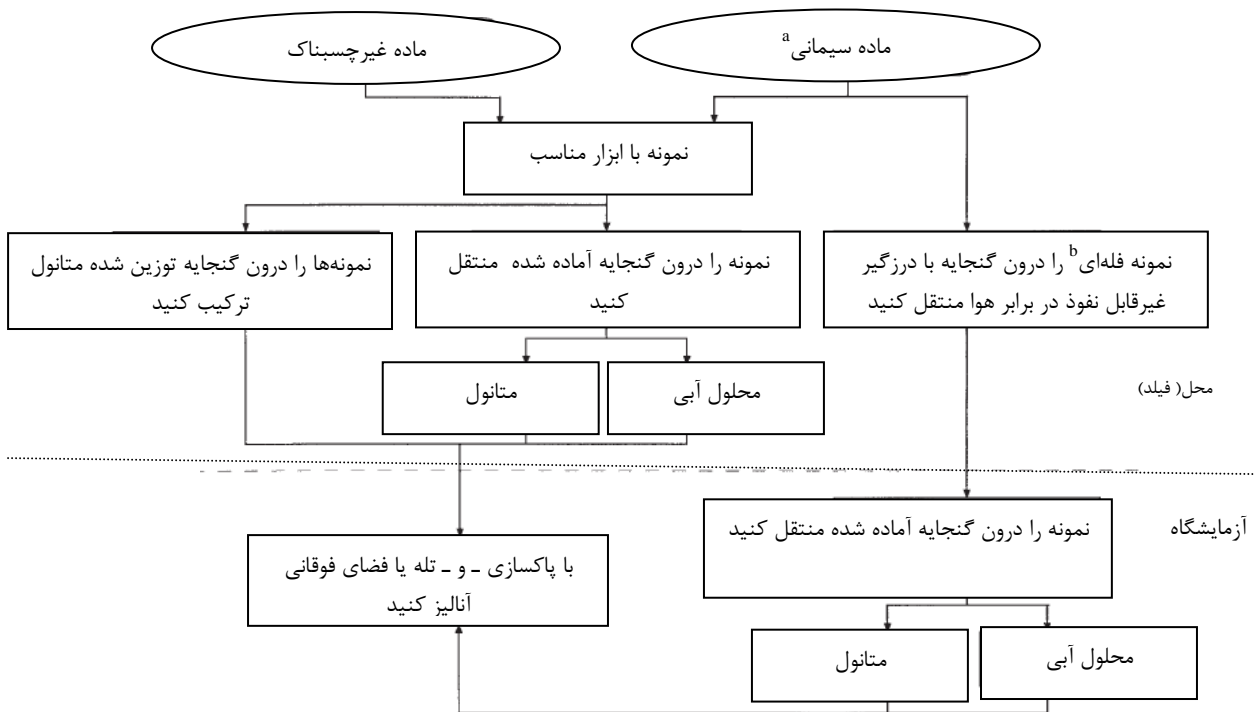 ماده سیمانی a
ماده غیرچسبناک
نمونه با ابزار مناسب
نمونه فله‌ای b را درون گنجایه با درزگیر
غیرقابل نفوذ در برابر هوا منتقل کنید
نمونه را درون گنجایه آماده شده منتقل
کنید
نمونه‌ها را درون گنجایه توزین شده متانول
ترکیب کنید
محلول آبی
متانول
محل( فیلد)
آزمایشگاه
نمونه را درون گنجایه آماده شده منتقل کنید
با پاکسازی ـ و ـ تله یا فضای فوقانی
آنالیز کنید
محلول آبی
متانول